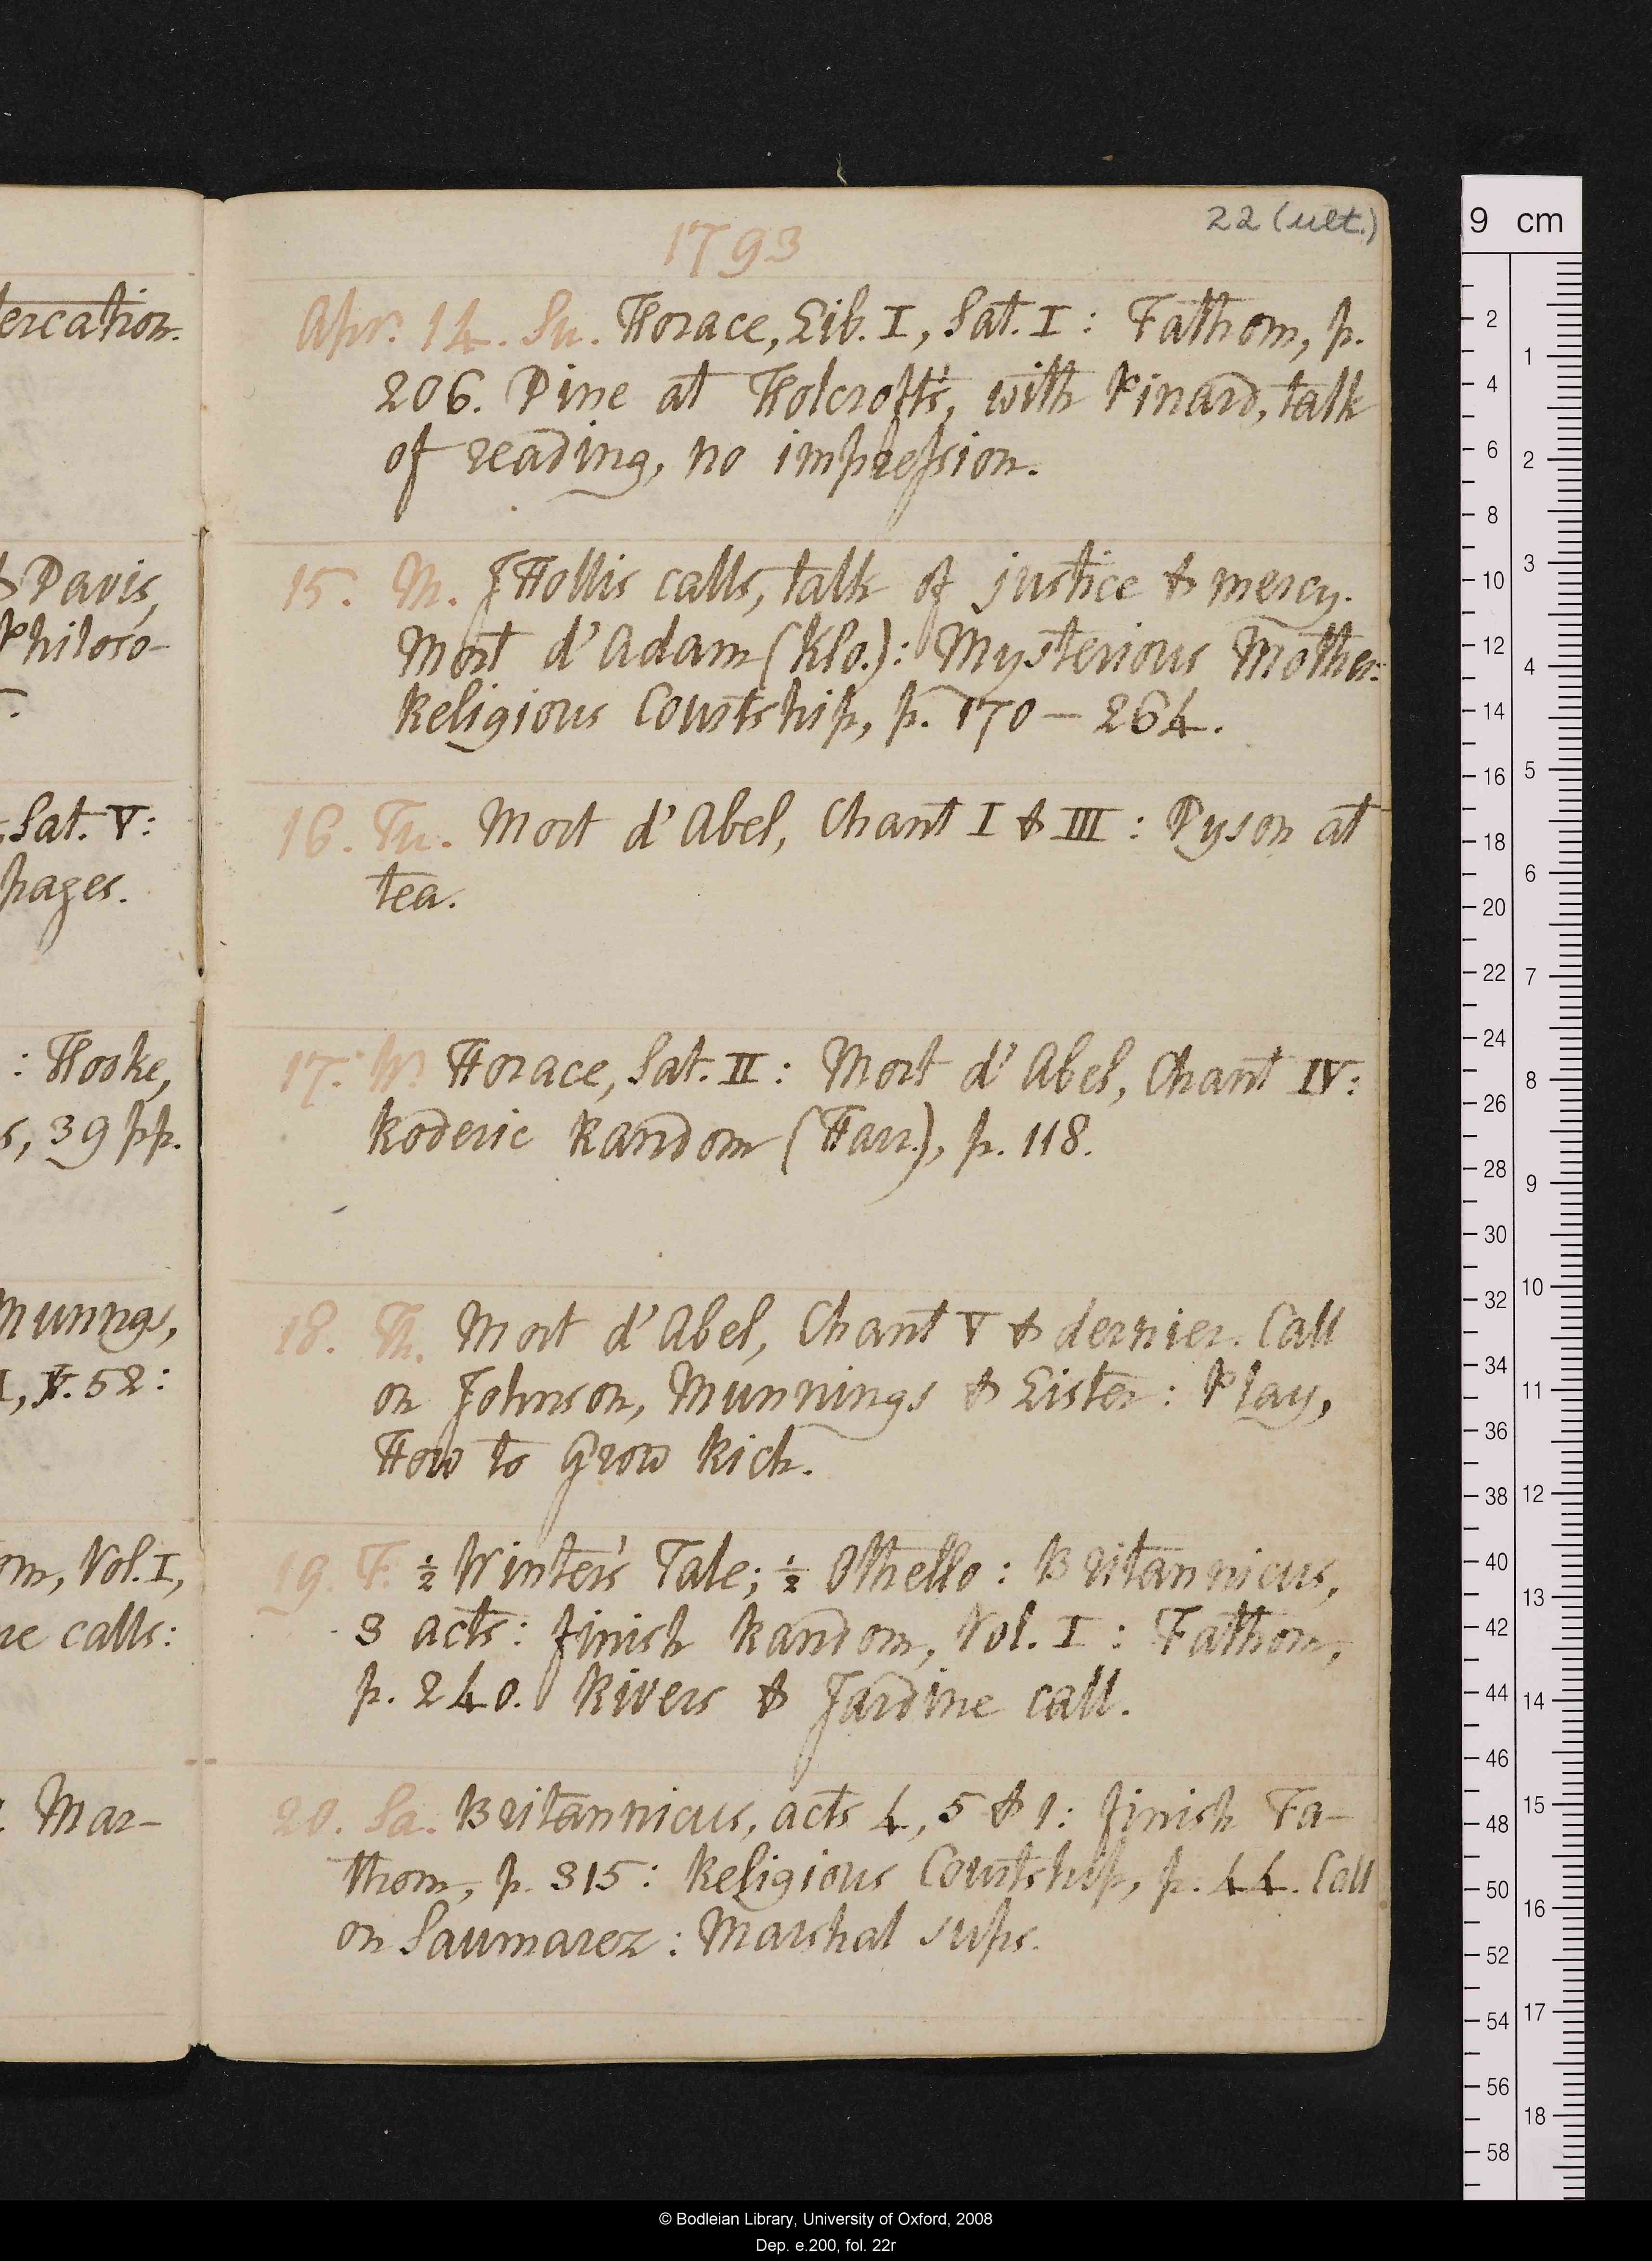 22 (ult.)
1793
Apr. 14. Su. Horace, Lib. I, Sat. I : Fathom, p.
206. Dine at Holcroft's, with Pinard, talk
of reading, no impression.
15. M. J Hollis calls, talk of justice & mercy.
Mort d'Adam (Klo.): Mysterious Mother:
Religious Courtship, p. 170 – 264.
16. Tu. Mort d'Abel, Chant I & III : Dyson at
tea.
17. W. Horace, Sat. II : Mort d'Abel, Chant IV:
Roderic Random (Harr.), p. 118.
18. Th. Mort d'Abel, Chant V & dernier. Call
on Johnson, Munnings & Lister : Play,
How to Grow Rich.
19. F. ½ Winter's Tale; ½ Othello : Britannicus,
3 acts : finish Random, Vol. I : Fathom,
p. 240. Rivers & Jardine call.
20. Sa. Britannicus, acts 4, 5 & 1: finish Fa-
thom, p. 315: Religious Courtship, p. 44. Call
on Saumarez : Marshal sups.
ercation.
& Davis,
Philoso-
Sat. V:
pages.
: Hooke,
s, 39 pp.
Munngs,
I, V. 52:
om, Vol. I,
ne calls:
: Mar-
9 cm
2
4
6
8
10
12
14
16
18
20
22
24
26
28
30
32
34
36
38
40
42
44
46
48
50
52
54
56
58
1
2
3
4
5
6
7
8
9
10
11
12
13
14
15
16
17
18
© Bodleian Library, University of Oxford, 2008
Dep. e.200, fol. 22r